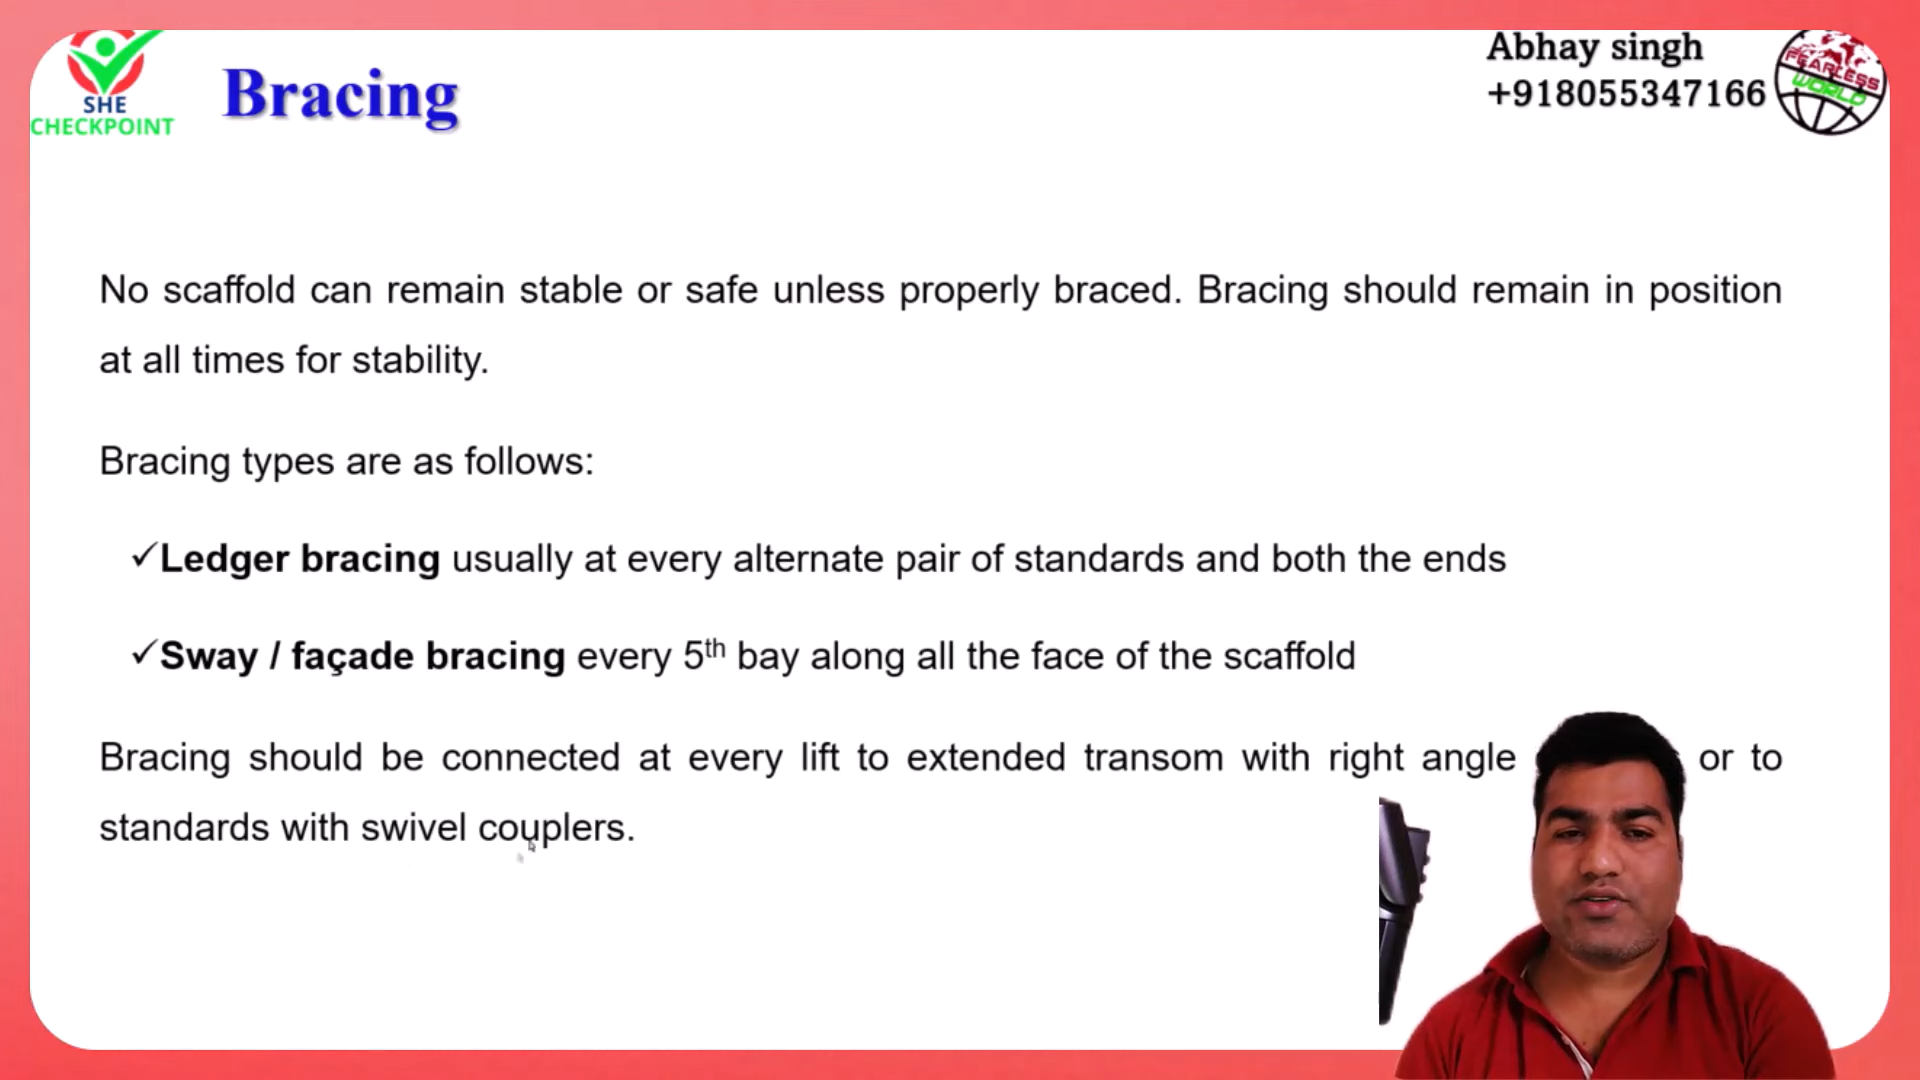 SHE
CHECKPOINT
Bracing
Abhay singh
+918055347166
FEARLESS
WORLD
No scaffold can remain stable or safe unless properly braced. Bracing should remain in position
at all times for stability.
Bracing types are as follows:
✓Ledger bracing usually at every alternate pair of standards and both the ends
✓Sway / façade bracing every 5th bay along all the face of the scaffold
Bracing should be connected at every lift to extended transom with right angle or to
standards with swivel couplers.